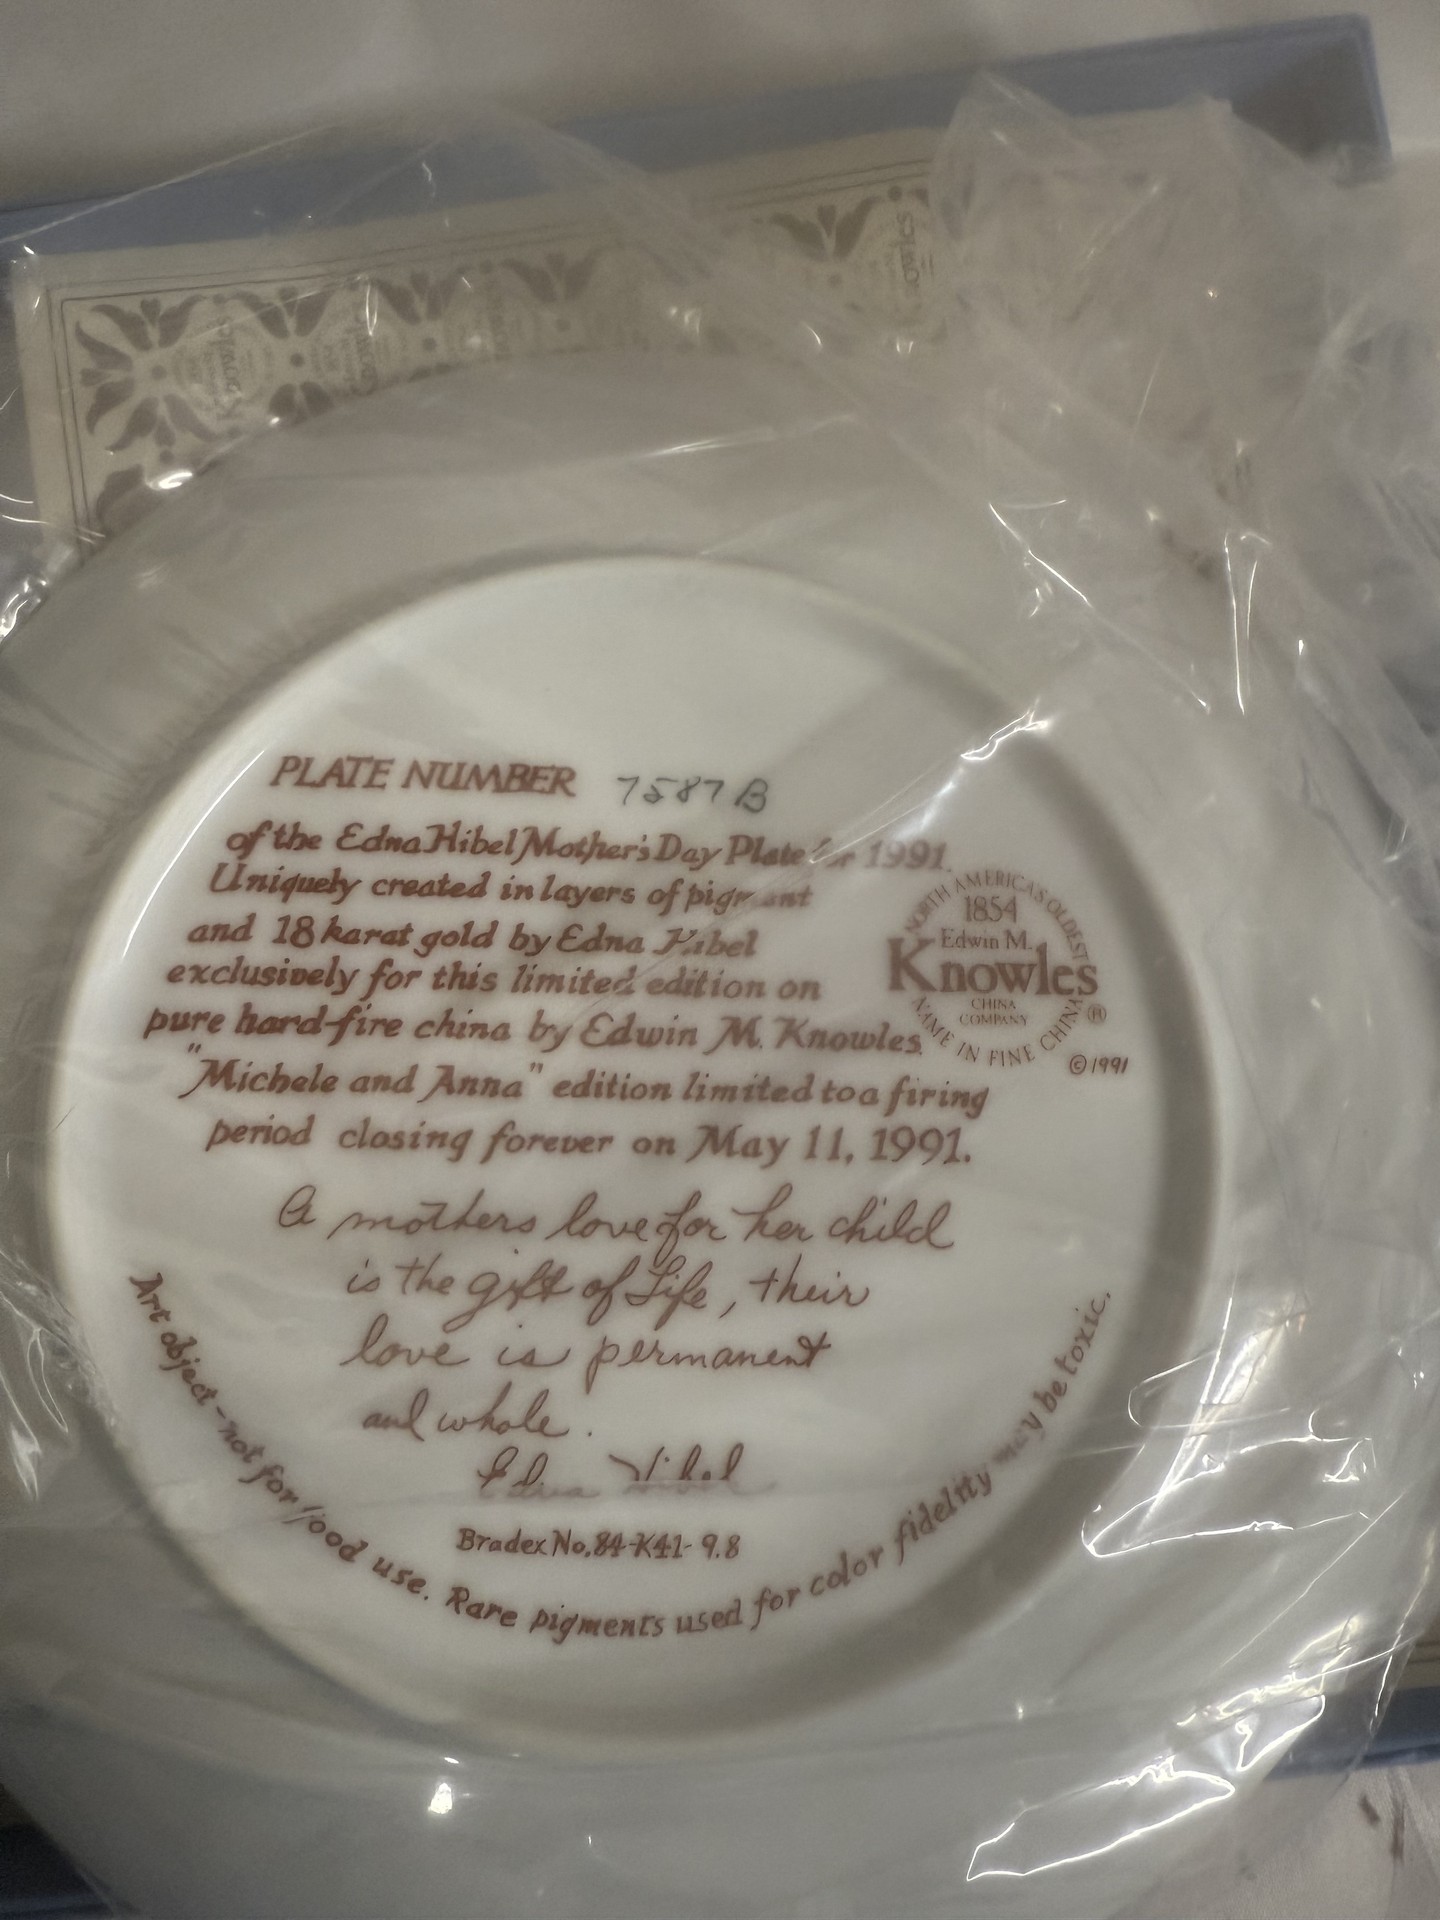 Knowles
PLATE NUMBER 7587 B
of the Edna Hibel Mother's Day Plate for 1991.
Uniquely created in layers of pigment
and 18 karat gold by Edna Hibel
exclusively for this limited edition on
pure hard-fire china by Edwin M. Knowles.
"Michele and Anna" edition limited to a firing
period closing forever on May 11, 1991.
NORTH AMERICA'S OLDEST
1854
Edwin M.
Knowles
CHINA
COMPANY
®
NAME IN FINE CHINA
©1991
A mothers love for her child
is the gift of Life, their
love is permanent
and whole.
Edna Hibel
Bradex No. 84-K41-9.8
Art object - not for food use. Rare pigments used for color fidelity may be toxic.